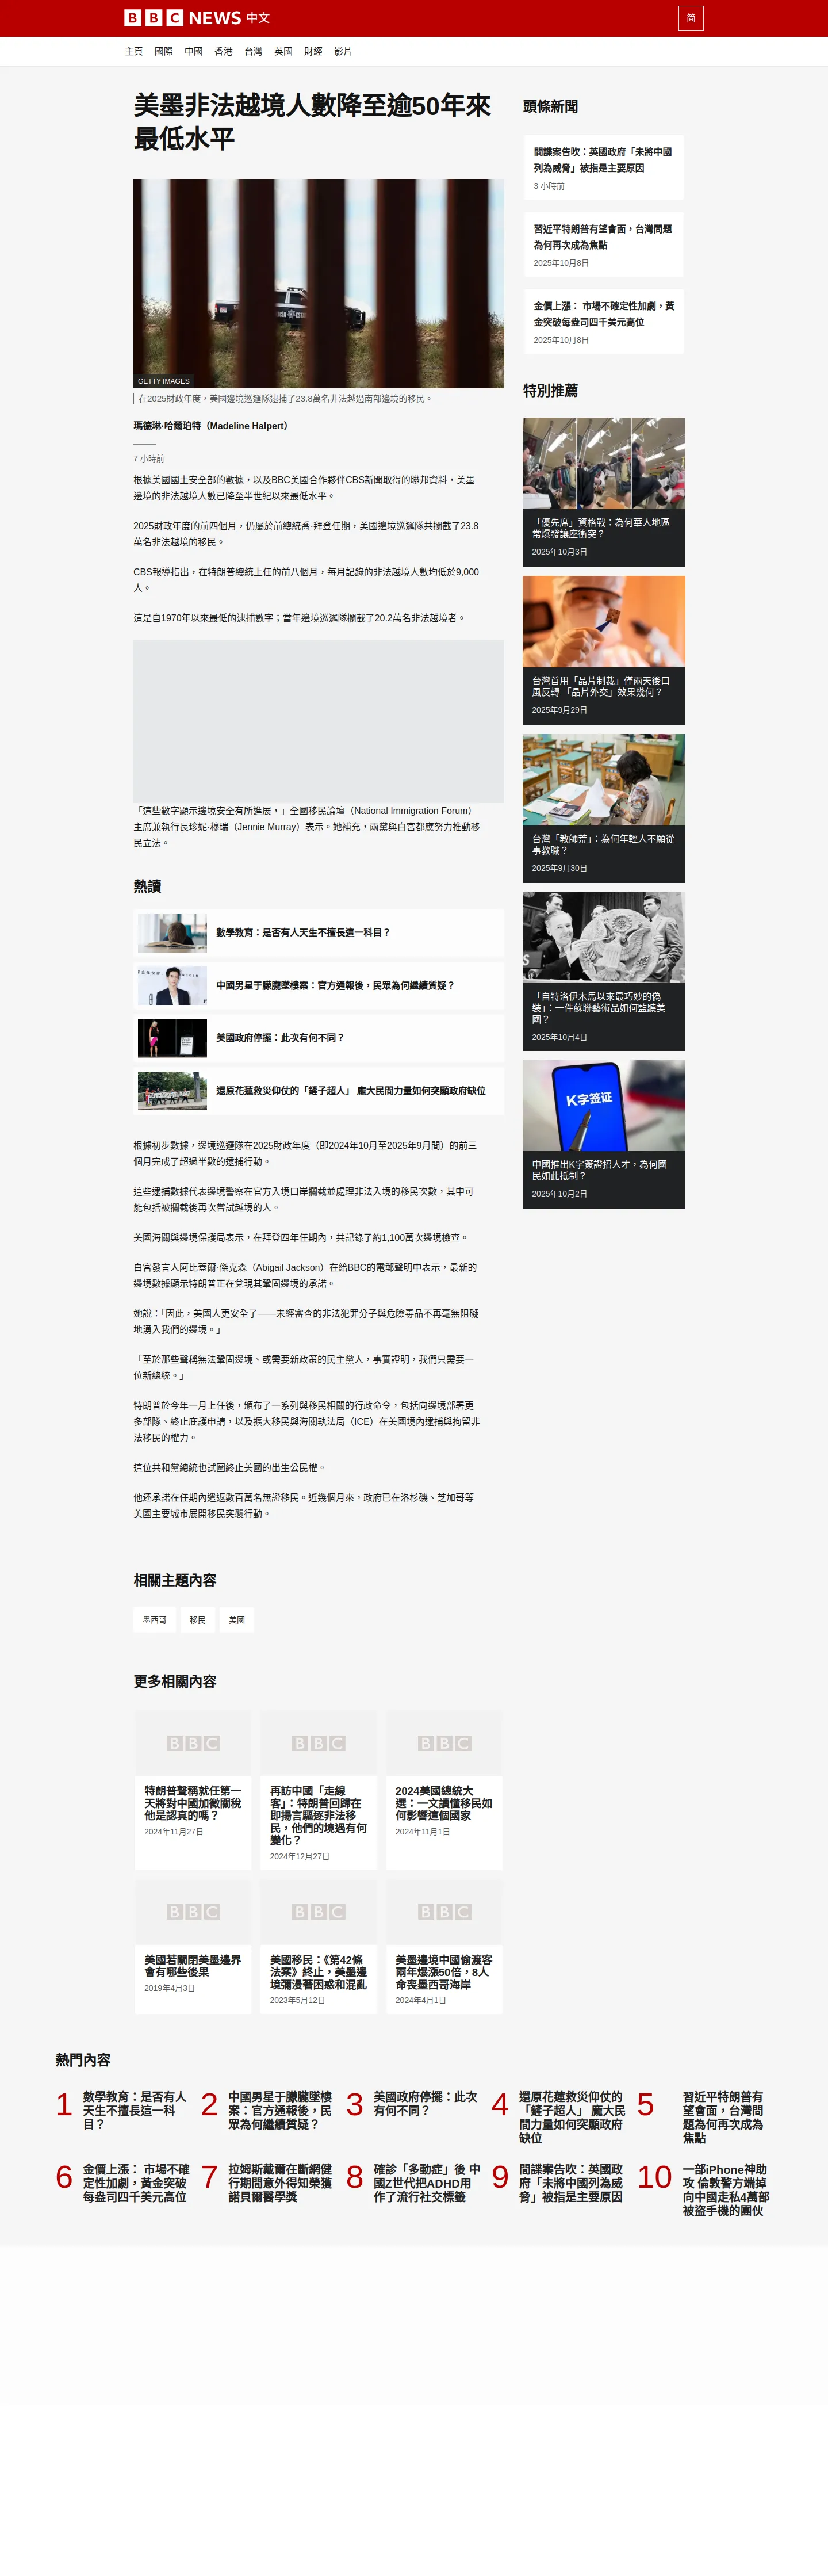 BBC NEWS 中文
简
主頁 國際 中國 香港 台灣 英國 財經 影片
美墨非法越境人數降至逾50年來
最低水平
GETTY IMAGES
在2025財政年度，美國邊境巡邏隊逮捕了23.8萬名非法越過南部邊境的移民。
瑪德琳·哈爾珀特（Madeline Halpert）
7 小時前
根據美國國土安全部的數據，以及BBC美國合作夥伴CBS新聞取得的聯邦資料，美墨
邊境的非法越境人數已降至半世紀以來最低水平。
2025財政年度的前四個月，仍屬於前總統喬·拜登任期，美國邊境巡邏隊共攔截了23.8
萬名非法越境的移民。
CBS報導指出，在特朗普總統上任的前八個月，每月記錄的非法越境人數均低於9,000
人。
這是自1970年以來最低的逮捕數字；當年邊境巡邏隊攔截了20.2萬名非法越境者。
「這些數字顯示邊境安全有所進展，」全國移民論壇（National Immigration Forum）
主席兼執行長珍妮·穆瑞（Jennie Murray）表示。她補充，兩黨與白宮都應努力推動移
民立法。
熱讀
數學教育：是否有人天生不擅長這一科目？
中國男星于朦朧墜樓案：官方通報後，民眾為何繼續質疑？
美國政府停擺：此次有何不同？
還原花蓮救災仰仗的「鏟子超人」 龐大民間力量如何突顯政府缺位
根據初步數據，邊境巡邏隊在2025財政年度（即2024年10月至2025年9月間）的前三
個月完成了超過半數的逮捕行動。
這些逮捕數據代表邊境警察在官方入境口岸攔截並處理非法入境的移民次數，其中可
能包括被攔截後再次嘗試越境的人。
美國海關與邊境保護局表示，在拜登四年任期內，共記錄了約1,100萬次邊境檢查。
白宮發言人阿比蓋爾·傑克森（Abigail Jackson）在給BBC的電郵聲明中表示，最新的
邊境數據顯示特朗普正在兌現其鞏固邊境的承諾。
她說：「因此，美國人更安全了——未經審查的非法犯罪分子與危險毒品不再毫無阻礙
地湧入我們的邊境。」
「至於那些聲稱無法鞏固邊境、或需要新政策的民主黨人，事實證明，我們只需要一
位新總統。」
特朗普於今年一月上任後，頒布了一系列與移民相關的行政命令，包括向邊境部署更
多部隊、終止庇護申請，以及擴大移民與海關執法局（ICE）在美國境內逮捕與拘留非
法移民的權力。
這位共和黨總統也試圖終止美國的出生公民權。
他还承諾在任期內遣返數百萬名無證移民。近幾個月來，政府已在洛杉磯、芝加哥等
美國主要城市展開移民突襲行動。
相關主題內容
墨西哥 移民 美國
更多相關內容
特朗普聲稱就任第一
天將對中國加徵關稅
他是認真的嗎？
2024年11月27日
再訪中國「走線
客」：特朗普回歸在
即揚言驅逐非法移
民，他們的境遇有何
變化？
2024年12月27日
2024美國總統大
選：一文讀懂移民如
何影響這個國家
2024年11月1日
美國若關閉美墨邊界
會有哪些後果
2019年4月3日
美國移民：《第42條
法案》終止，美墨邊
境彌漫著困惑和混亂
2023年5月12日
美墨邊境中國偷渡客
兩年爆漲50倍，8人
命喪墨西哥海岸
2024年4月1日
頭條新聞
間諜案告吹：英國政府「未將中國
列為威脅」被指是主要原因
3 小時前
習近平特朗普有望會面，台灣問題
為何再次成為焦點
2025年10月8日
金價上漲： 市場不確定性加劇，黃
金突破每盎司四千美元高位
2025年10月8日
特別推薦
「優先席」資格戰：為何華人地區
常爆發讓座衝突？
2025年10月3日
台灣首用「晶片制裁」僅兩天後口
風反轉 「晶片外交」效果幾何？
2025年9月29日
台灣「教師荒」：為何年輕人不願從
事教職？
2025年9月30日
「自特洛伊木馬以來最巧妙的偽
裝」：一件蘇聯藝術品如何監聽美
國？
2025年10月4日
K字签证
中國推出K字簽證招人才，為何國
民如此抵制？
2025年10月2日
熱門內容
1
數學教育：是否有人
天生不擅長這一科
目？
2
中國男星于朦朧墜樓
案：官方通報後，民
眾為何繼續質疑？
3
美國政府停擺：此次
有何不同？
4
還原花蓮救災仰仗的
「鏟子超人」 龐大民
間力量如何突顯政府
缺位
5
習近平特朗普有
望會面，台灣問
題為何再次成為
焦點
6
金價上漲： 市場不確
定性加劇，黃金突破
每盎司四千美元高位
7
拉姆斯戴爾在斷網健
行期間意外得知榮獲
諾貝爾醫學獎
8
確診「多動症」後 中
國Z世代把ADHD用
作了流行社交標籤
9
間諜案告吹：英國政
府「未將中國列為威
脅」被指是主要原因
10
一部iPhone神助
攻 倫敦警方端掉
向中國走私4萬部
被盜手機的團伙